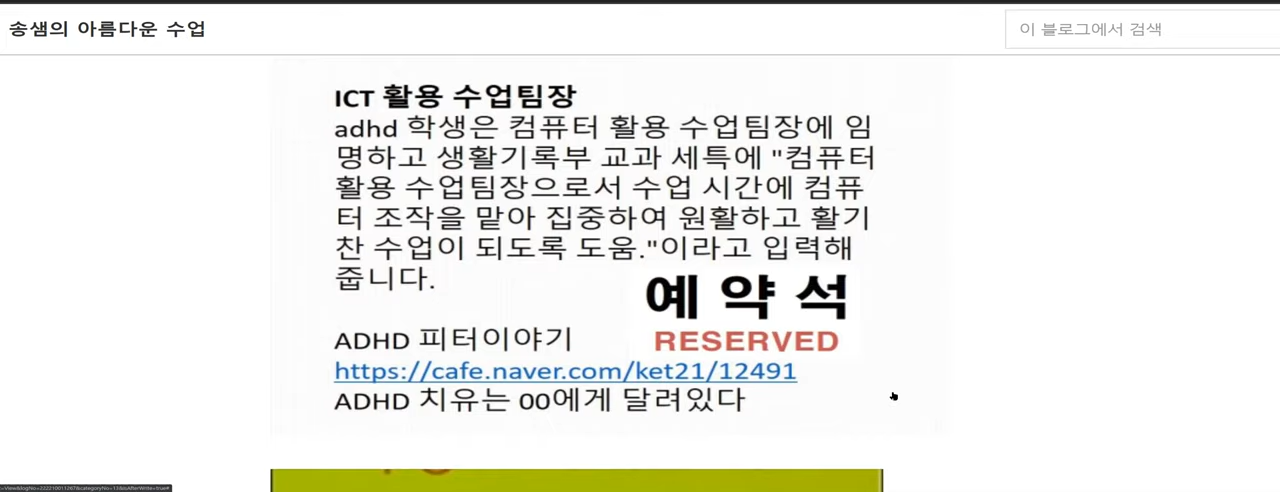 송샘의 아름다운 수업
이 블로그에서 검색
ICT 활용 수업팀장
adhd 학생은 컴퓨터 활용 수업팀장에 임
명하고 생활기록부 교과 세특에 "컴퓨터
활용 수업팀장으로서 수업 시간에 컴퓨
터 조작을 맡아 집중하여 원활하고 활기
찬 수업이 되도록 도움."이라고 입력해
줍니다.
예약석
RESERVED
ADHD 피터이야기
https://cafe.naver.com/ket21/12491
ADHD 치유는 00에게 달려있다